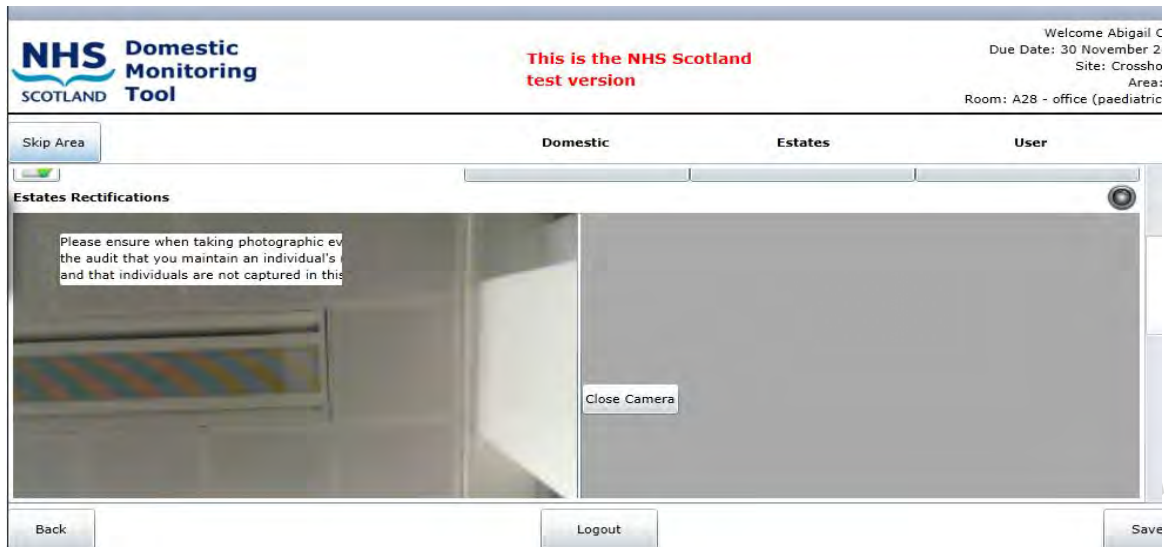 NHS
SCOTLAND
Domestic
Monitoring
Tool
This is the NHS Scotland
test version
Welcome Abigail
Due Date: 30 November
Site:
Area:
Room: A28 - office
Skip Area
Domestic
Estates
User
Estates Rectifications
Please ensure when taking photographic
the audit that you maintain an individual's
and that individuals are not captured in this
Close Camera
Back
Logout
Save